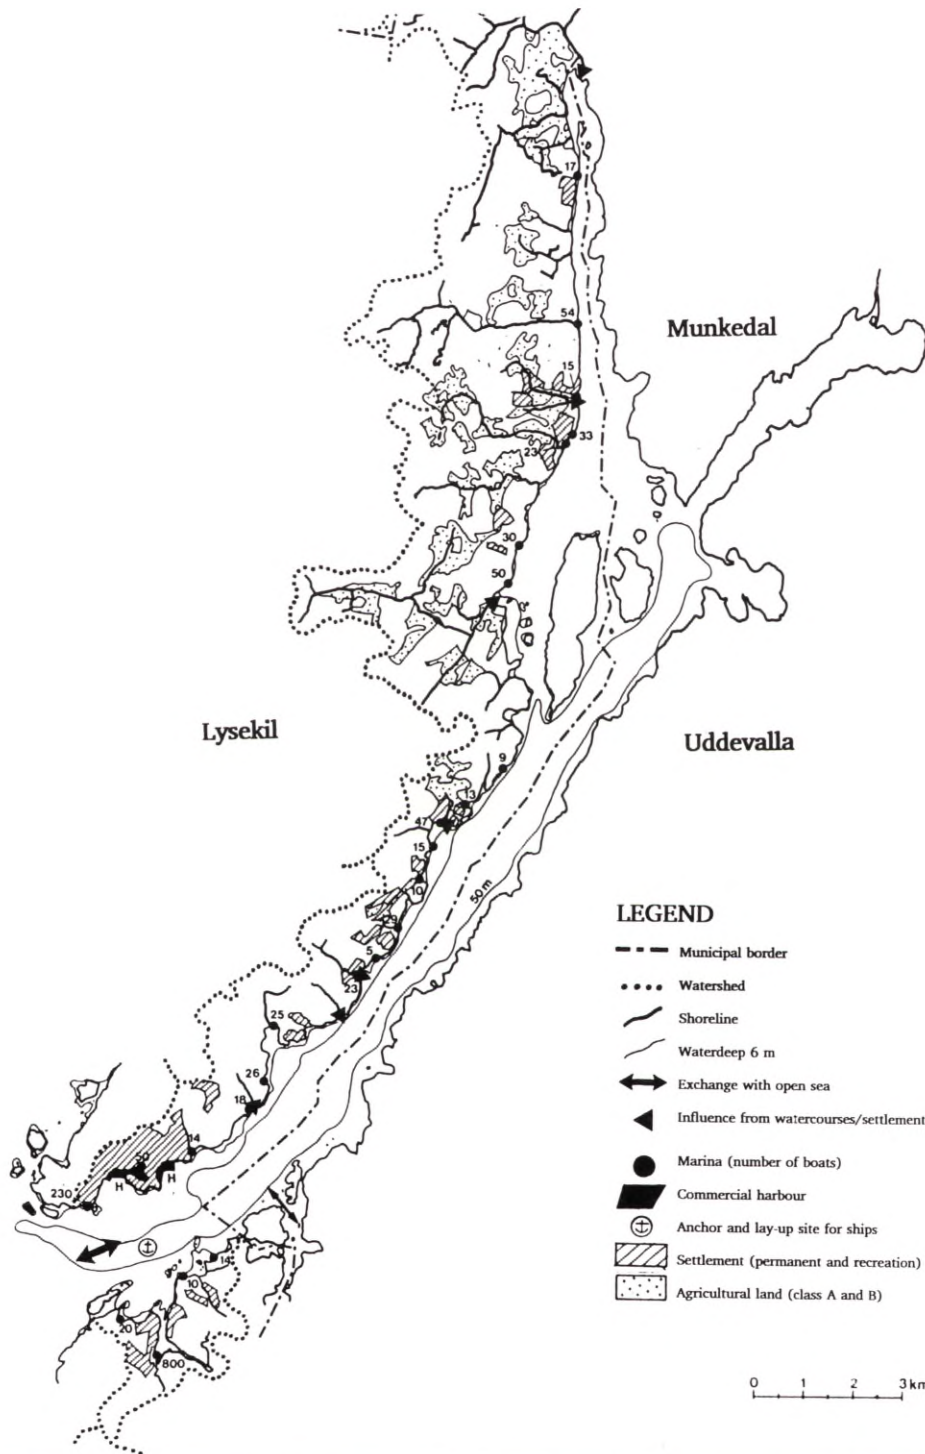 17
54
Munkedal
15
33
23
30
50
Lysekil
Uddevalla
9
13
47
15
10
50 m
29
5
23
25
26
18
14
50
H H
230
14
10
20
800
LEGEND
Municipal border
Watershed
Shoreline
Waterdeep 6 m
Exchange with open sea
Influence from watercourses/settlement
Marina (number of boats)
Commercial harbour
Anchor and lay-up site for ships
Settlement (permanent and recreation)
Agricultural land (class A and B)
0 1 2 3 km